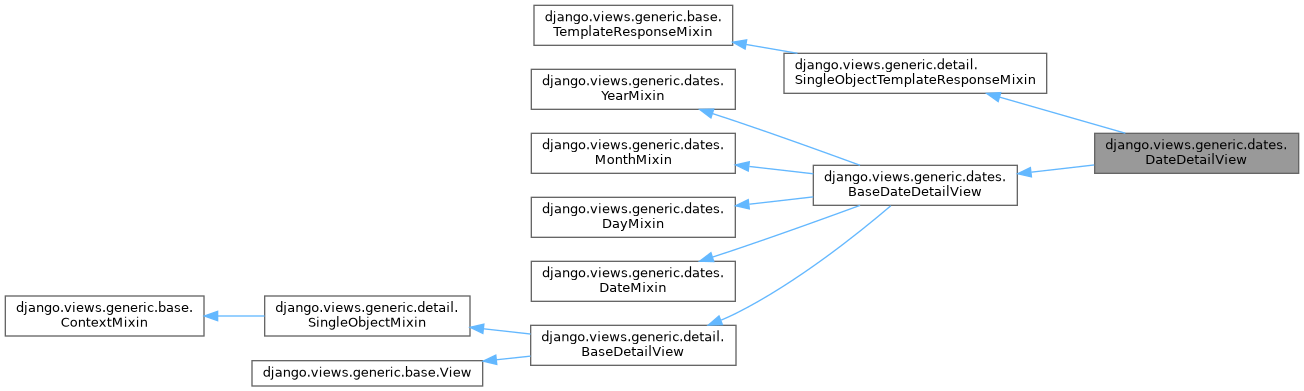 django.views.generic.base.
TemplateResponseMixin
django.views.generic.detail.
SingleObjectTemplateResponseMixin
django.views.generic.dates.
YearMixin
django.views.generic.dates.
MonthMixin
django.views.generic.dates.
DateDetailView
django.views.generic.dates.
BaseDateDetailView
django.views.generic.dates.
DayMixin
django.views.generic.dates.
DateMixin
django.views.generic.base.
ContextMixin
django.views.generic.detail.
SingleObjectMixin
django.views.generic.detail.
BaseDetailView
django.views.generic.base.View